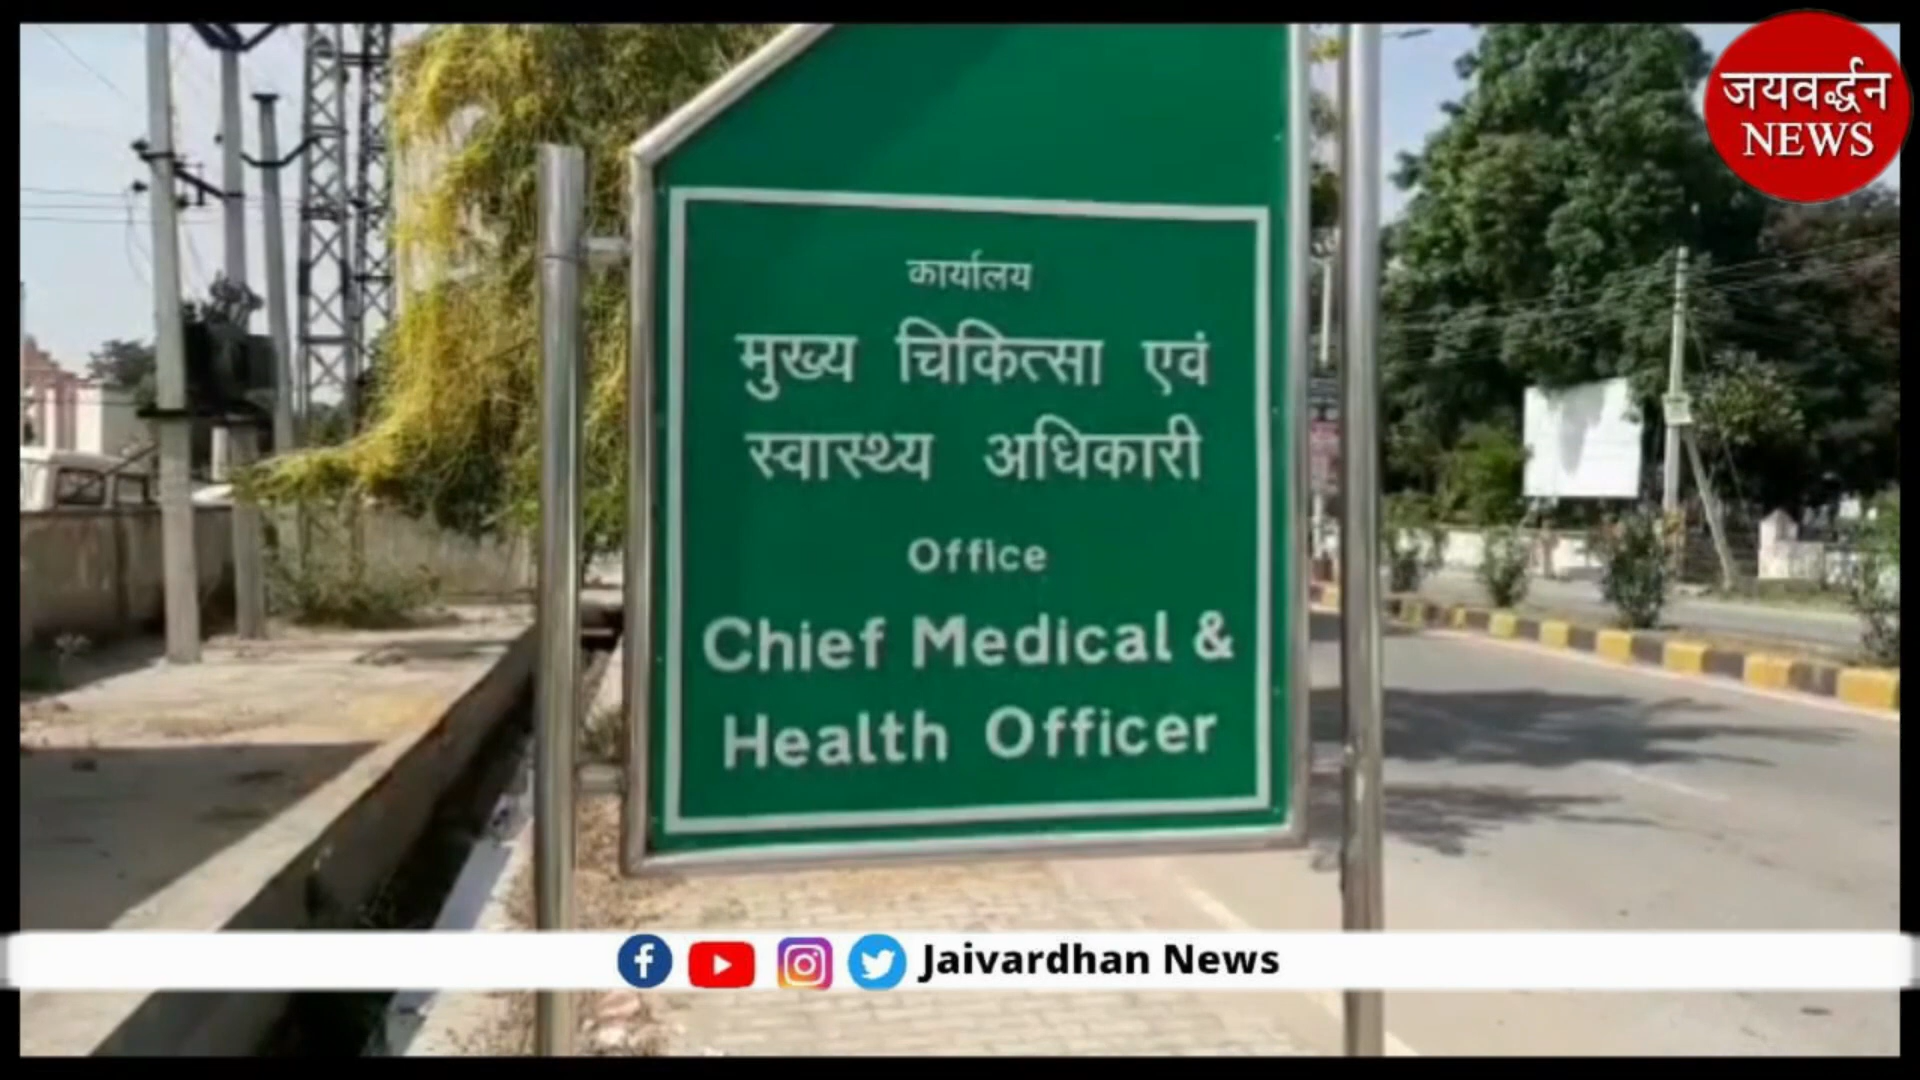 जयवर्द्धन
NEWS
कार्यालय
मुख्य चिकित्सा एवं
स्वास्थ्य अधिकारी
Office
Chief Medical &
Health Officer
Jaivardhan News